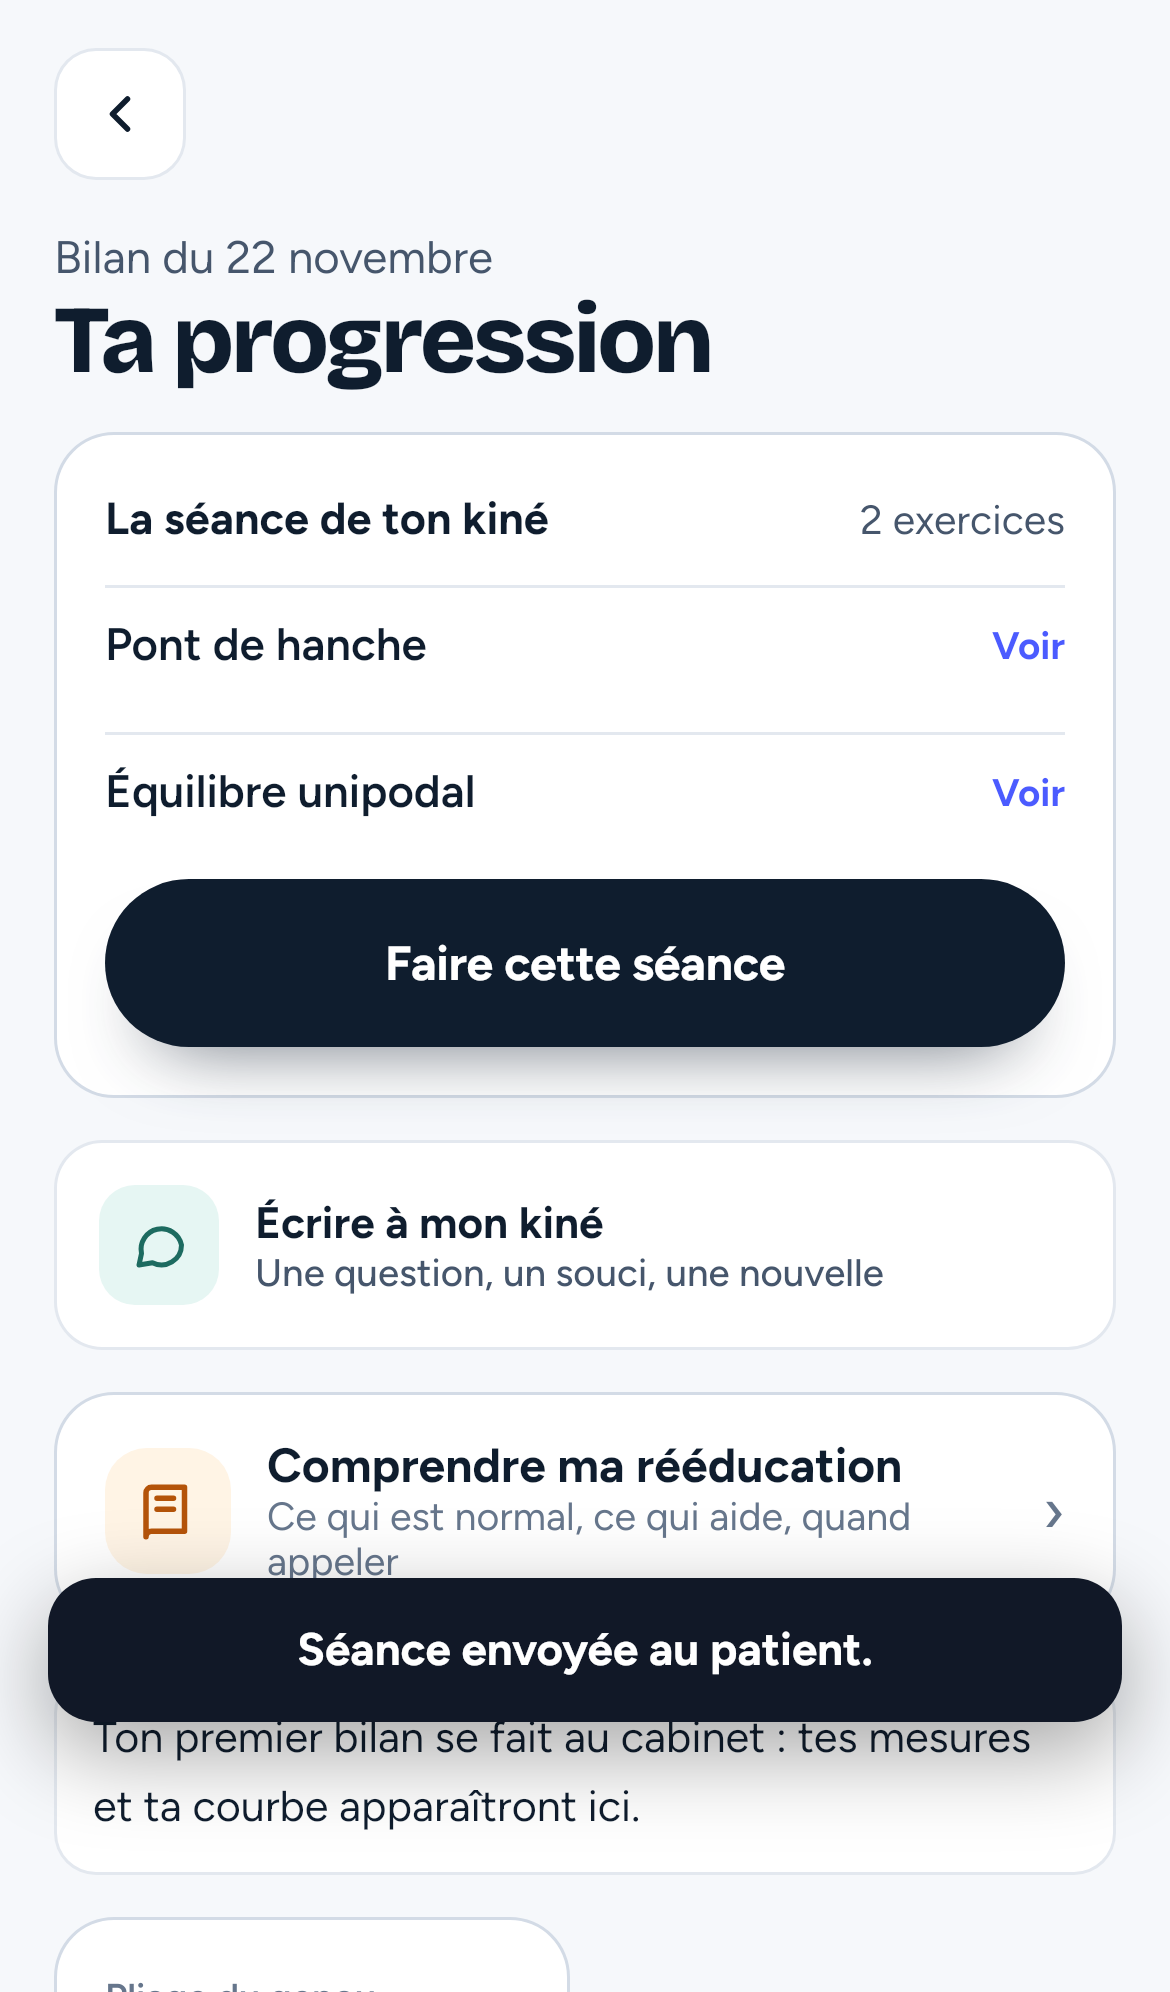 Bilan du 22 novembre
Ta progression
La séance de ton kiné
2 exercices
Pont de hanche
Voir
Équilibre unipodal
Voir
Faire cette séance
Écrire à mon kiné
Une question, un souci, une nouvelle
Comprendre ma rééducation
Ce qui est normal, ce qui aide, quand
appeler
Séance envoyée au patient.
Ton premier bilan se fait au cabinet : tes mesures
et ta courbe apparaîtront ici.